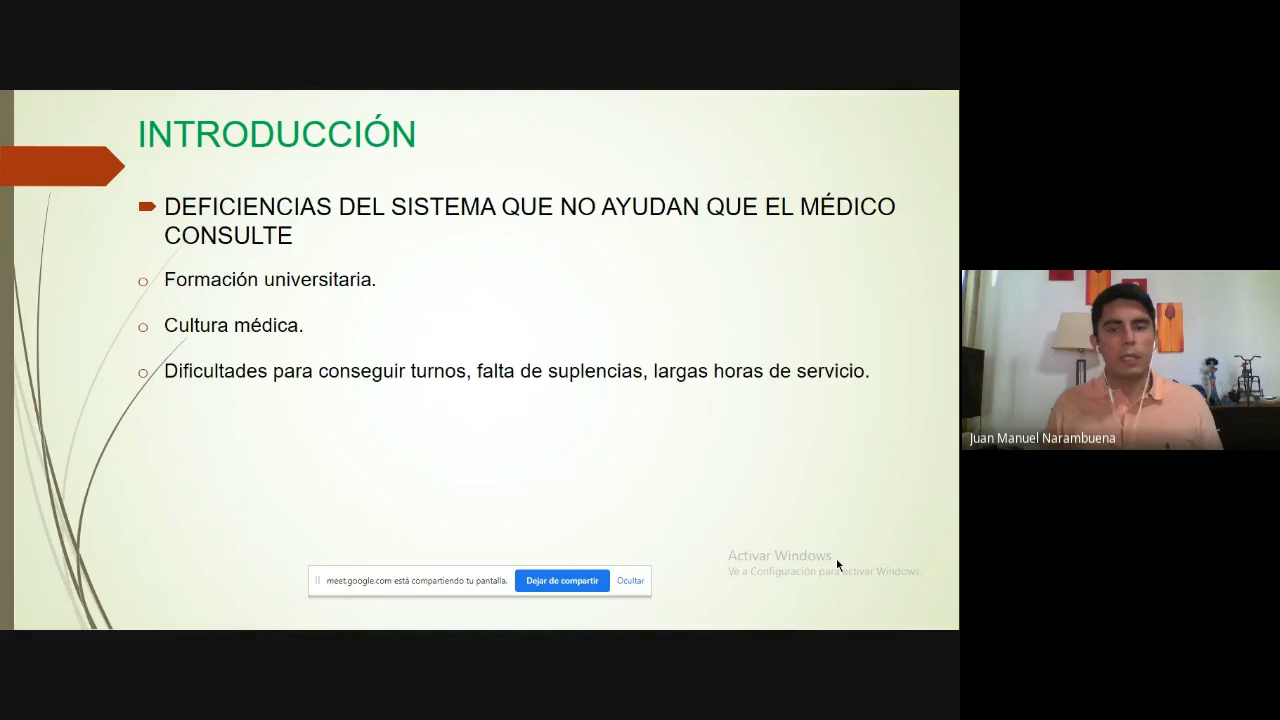 INTRODUCCIÓN
DEFICIENCIAS DEL SISTEMA QUE NO AYUDAN QUE EL MÉDICO
CONSULTE
Formación universitaria.
Cultura médica.
Dificultades para conseguir turnos, falta de suplencias, largas horas de servicio.
Activar Windows
Ve a Configuración para activar Windows.
meet.google.com está compartiendo tu pantalla. Dejar de compartir Ocultar
Juan Manuel Narambuena